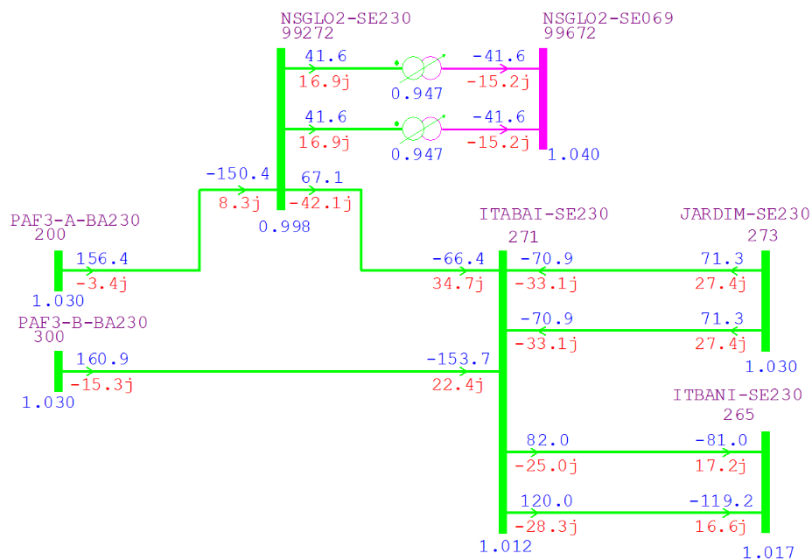 NSGLO2-SE230
99272
NSGLO2-SE069
99672
41.6
-41.6
16.9j
-15.2j
0.947
41.6
-41.6
16.9j
-15.2j
0.947
1.040
-150.4
67.1
8.3j
-42.1j
0.998
PAF3-A-BA230
200
156.4
-3.4j
1.030
ITABAI-SE230
271
JARDIM-SE230
273
-66.4
-70.9
71.3
34.7j
-33.1j
27.4j
PAF3-B-BA230
300
-70.9
71.3
-33.1j
27.4j
1.030
160.9
-153.7
-15.3j
22.4j
1.030
ITBANI-SE230
265
82.0
-81.0
-25.0j
17.2j
120.0
-119.2
-28.3j
16.6j
1.012
1.017